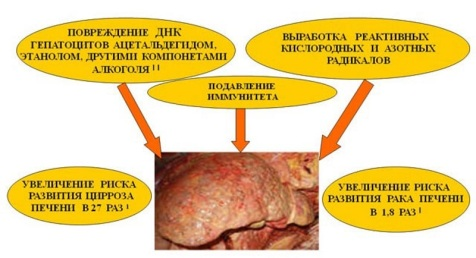 ПОВРЕЖДЕНИЕ ДНК
ГЕПАТОЦИТОВ АЦЕТАЛЬДЕГИДОМ,
ЭТАНОЛОМ, ДРУГИМИ КОМПОНЕТАМИ
АЛКОГОЛЯ
ВЫРАБОТКА РЕАКТИВНЫХ
КИСЛОРОДНЫХ И АЗОТНЫХ
РАДИКАЛОВ
ПОДАВЛЕНИЕ
ИММУНИТЕТА
УВЕЛИЧЕНИЕ РИСКА
РАЗВИТИЯ ЦИРРОЗА
ПЕЧЕНИ В 27 РАЗ
УВЕЛИЧЕНИЕ РИСКА
РАЗВИТИЯ РАКА ПЕЧЕНИ
В 1,8 РАЗ